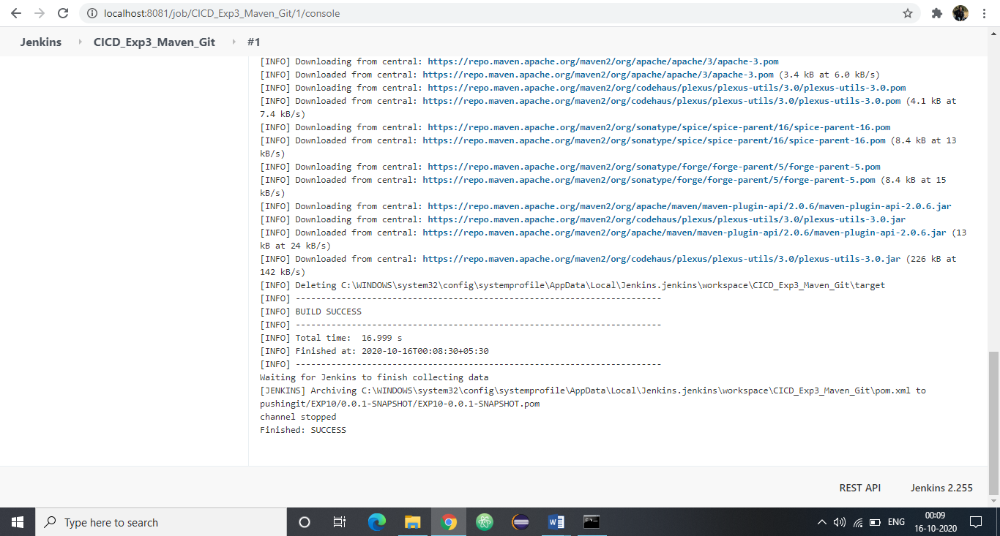 localhost:8081/job/CICD_Exp3_Maven_Git/1/console
Jenkins CICD_Exp3_Maven_Git #1
[INFO] Downloading from central: https://repo.maven.apache.org/maven2/org/apache/apache/3/apache-3.pom
[INFO] Downloaded from central: https://repo.maven.apache.org/maven2/org/apache/apache/3/apache-3.pom (3.4 kB at 6.0 kB/s)
[INFO] Downloading from central: https://repo.maven.apache.org/maven2/org/codehaus/plexus/plexus-utils/3.0/plexus-utils-3.0.pom
[INFO] Downloaded from central: https://repo.maven.apache.org/maven2/org/codehaus/plexus/plexus-utils/3.0/plexus-utils-3.0.pom (4.1 kB at
7.4 kB/s)
[INFO] Downloading from central: https://repo.maven.apache.org/maven2/org/sonatype/spice/spice-parent/16/spice-parent-16.pom
[INFO] Downloaded from central: https://repo.maven.apache.org/maven2/org/sonatype/spice/spice-parent/16/spice-parent-16.pom (8.4 kB at 13
kB/s)
[INFO] Downloading from central: https://repo.maven.apache.org/maven2/org/sonatype/forge/forge-parent/5/forge-parent-5.pom
[INFO] Downloaded from central: https://repo.maven.apache.org/maven2/org/sonatype/forge/forge-parent/5/forge-parent-5.pom (8.4 kB at 15
kB/s)
[INFO] Downloading from central: https://repo.maven.apache.org/maven2/org/apache/maven/maven-plugin-api/2.0.6/maven-plugin-api-2.0.6.jar
[INFO] Downloading from central: https://repo.maven.apache.org/maven2/org/codehaus/plexus/plexus-utils/3.0/plexus-utils-3.0.jar
[INFO] Downloaded from central: https://repo.maven.apache.org/maven2/org/apache/maven/maven-plugin-api/2.0.6/maven-plugin-api-2.0.6.jar (13
kB at 24 kB/s)
[INFO] Downloaded from central: https://repo.maven.apache.org/maven2/org/codehaus/plexus/plexus-utils/3.0/plexus-utils-3.0.jar (226 kB at
142 kB/s)
[INFO] Deleting C:\WINDOWS\system32\config\systemprofile\AppData\Local\Jenkins.jenkins\workspace\CICD_Exp3_Maven_Git\target
[INFO] ------------------------------------------------------------------------
[INFO] BUILD SUCCESS
[INFO] ------------------------------------------------------------------------
[INFO] Total time:  16.999 s
[INFO] Finished at: 2020-10-16T00:08:30+05:30
[INFO] ------------------------------------------------------------------------
Waiting for Jenkins to finish collecting data
[JENKINS] Archiving C:\WINDOWS\system32\config\systemprofile\AppData\Local\Jenkins.jenkins\workspace\CICD_Exp3_Maven_Git\pom.xml to
pushingit/EXP10/0.0.1-SNAPSHOT/EXP10-0.0.1-SNAPSHOT.pom
channel stopped
Finished: SUCCESS
REST API Jenkins 2.255
Type here to search
ENG
00:09
16-10-2020